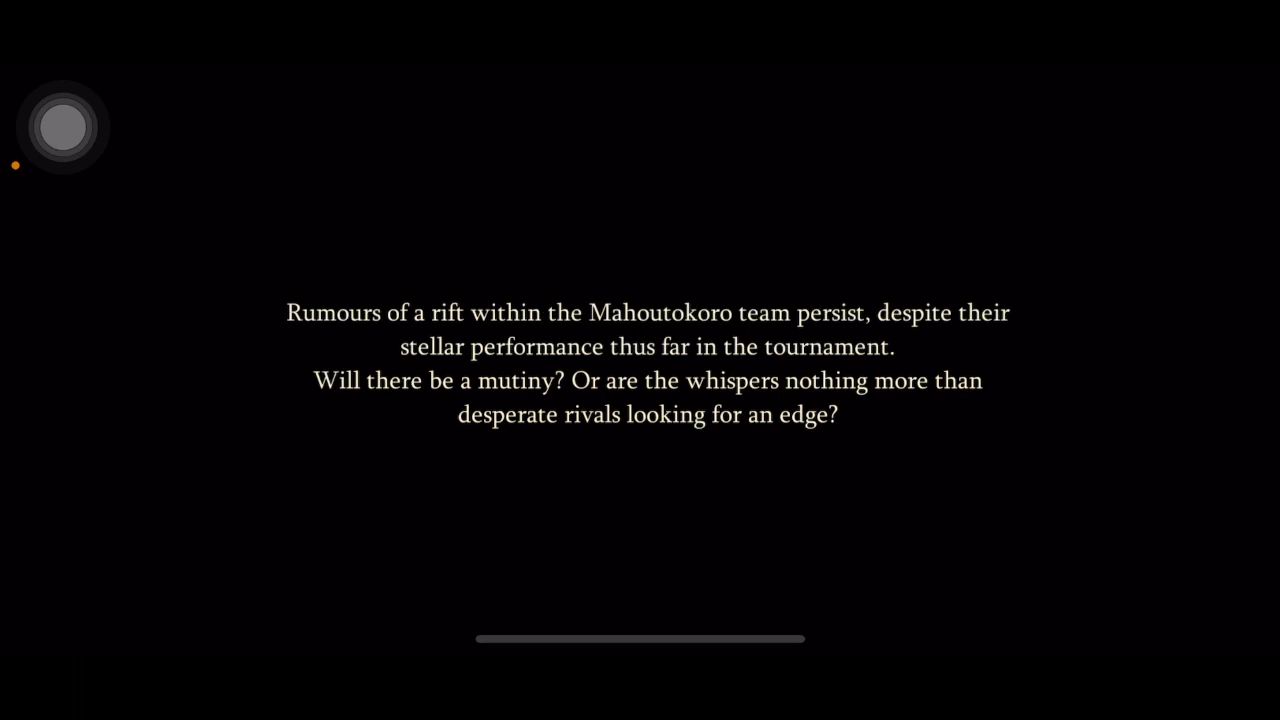 Rumours of a rift within the Mahoutokoro team persist, despite their
stellar performance thus far in the tournament.
Will there be a mutiny? Or are the whispers nothing more than
desperate rivals looking for an edge?